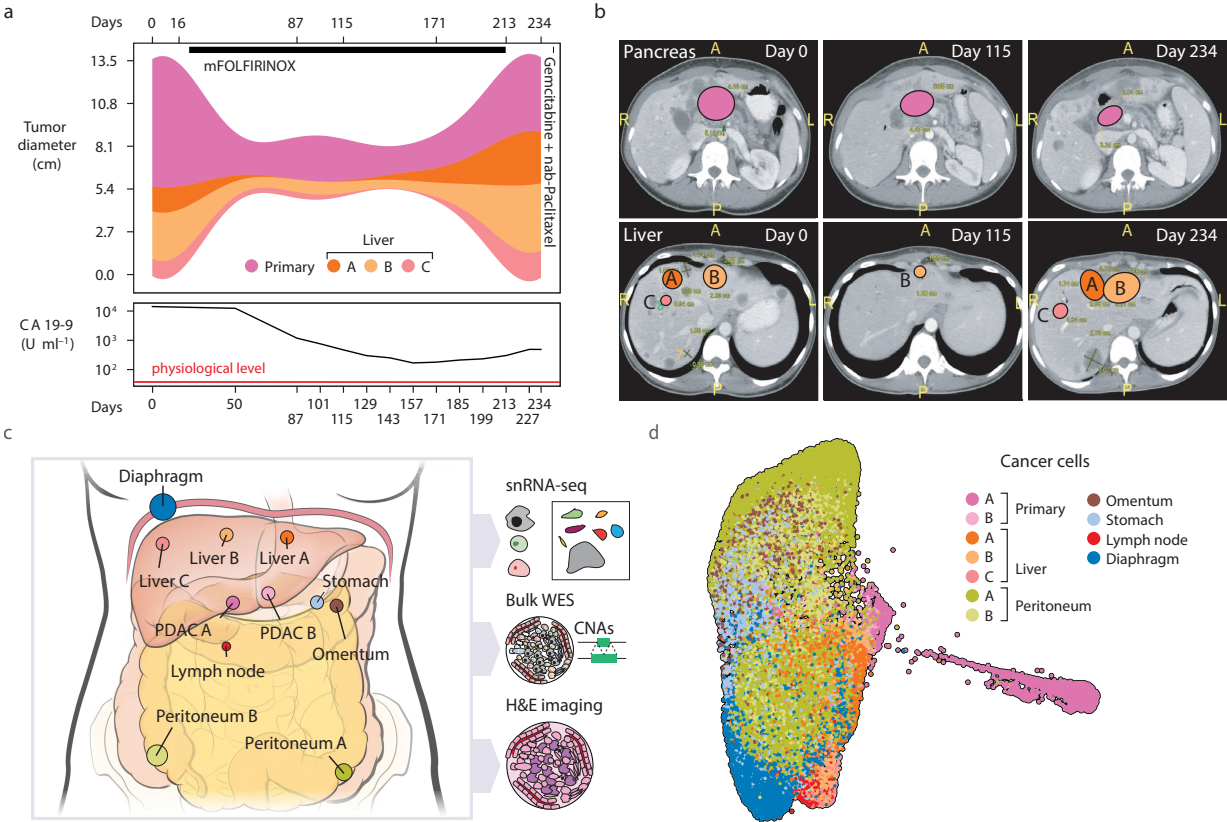 a
Days 0 16 87 115 171 213 234
mFOLFIRINOX
Gemcitabine + nab-Paclitaxel
Tumor
diameter
(cm)
13.5
10.8
8.1
5.4
2.7
0.0
Liver
Primary A B C
CA 19-9
(U ml⁻¹)
10⁴
10³
10²
physiological level
Days 0 50 87 101 115 129 143 157 171 185 199 213 227 234
b
Pancreas A Day 0
R
P
A Day 115
P
A Day 234
L
P
Liver A Day 0
A B
C
R
P
A Day 115
B
P
A Day 234
A B
C
L
P
c
Diaphragm
Liver B Liver A
Liver C Stomach
PDAC A PDAC B
Omentum
Lymph node
Peritoneum B
Peritoneum A
snRNA-seq
Bulk WES
CNAs
H&E imaging
d
Cancer cells
A
B
Primary
A
B
C
Liver
A
B
Peritoneum
Omentum
Stomach
Lymph node
Diaphragm